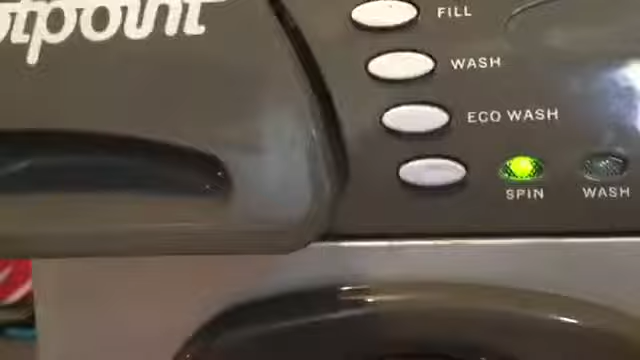 otpoint
FILL
WASH
ECO WASH
SPIN
WASH